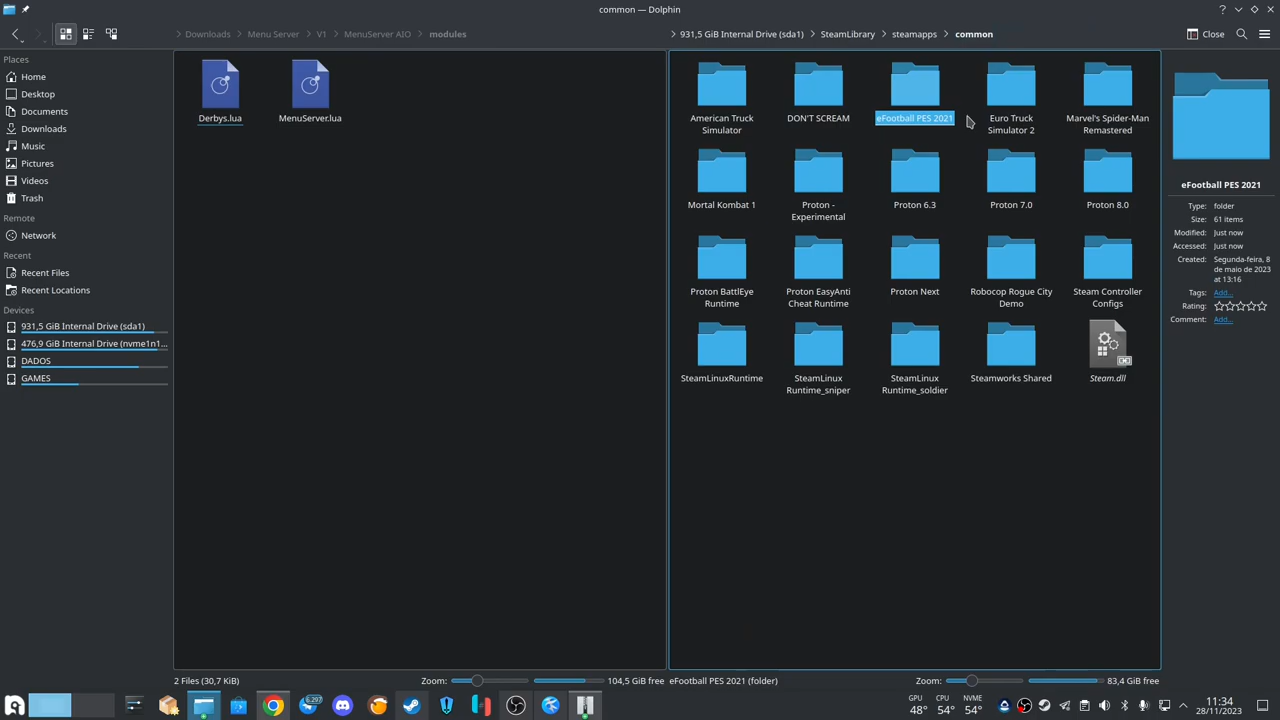 common — Dolphin
Downloads
Menu Server
V1
MenuServer AIO
modules
931,5 GiB Internal Drive (sda1)
SteamLibrary
steamapps
common
Close
Places
Home
Desktop
Documents
Downloads
Music
Pictures
Videos
Trash
Remote
Network
Recent
Recent Files
Recent Locations
Devices
931,5 GiB Internal Drive (sda1)
476,9 GiB Internal Drive (nvme1n1...
DADOS
GAMES
Derbys.lua
MenuServer.lua
American Truck
Simulator
DON'T SCREAM
eFootball PES 2021
Euro Truck
Simulator 2
Marvel's Spider-Man
Remastered
Mortal Kombat 1
Proton -
Experimental
Proton 6.3
Proton 7.0
Proton 8.0
Proton BattlEye
Runtime
Proton EasyAnti
Cheat Runtime
Proton Next
Robocop Rogue City
Demo
Steam Controller
Configs
SteamLinuxRuntime
SteamLinux
Runtime_sniper
SteamLinux
Runtime_soldier
Steamworks Shared
Steam.dll
eFootball PES 2021
Type: folder
Size: 61 items
Modified: Just now
Accessed: Just now
Created: Segunda-feira, 8
de maio de 2023
at 13:16
Tags: Add...
Rating:
Comment: Add...
2 Files (30,7 KiB)
Zoom:
104,5 GiB free
eFootball PES 2021 (folder)
Zoom:
83,4 GiB free
6.297
GPU CPU NVME
48° 54° 54°
11:34
28/11/2023